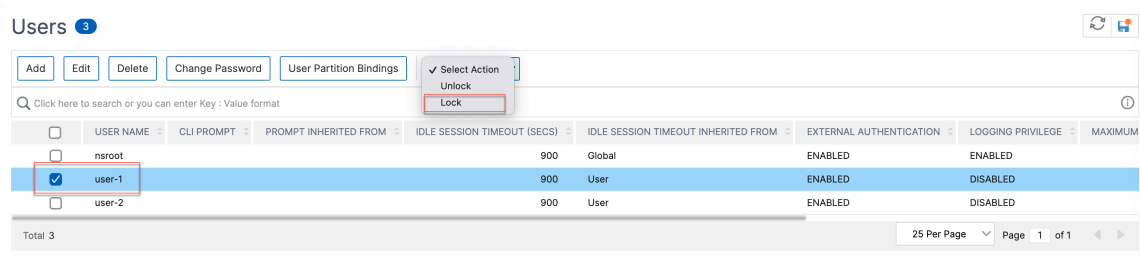 Users 3
Add Edit Delete Change Password User Partition Bindings ✓ Select Action
Unlock
Lock
Click here to search or you can enter Key : Value format
USER NAME CLI PROMPT PROMPT INHERITED FROM IDLE SESSION TIMEOUT (SECS) IDLE SESSION TIMEOUT INHERITED FROM EXTERNAL AUTHENTICATION LOGGING PRIVILEGE MAXIMUM
nsroot 900 Global ENABLED ENABLED
user-1 900 User ENABLED DISABLED
user-2 900 User ENABLED DISABLED
Total 3 25 Per Page Page 1 of 1